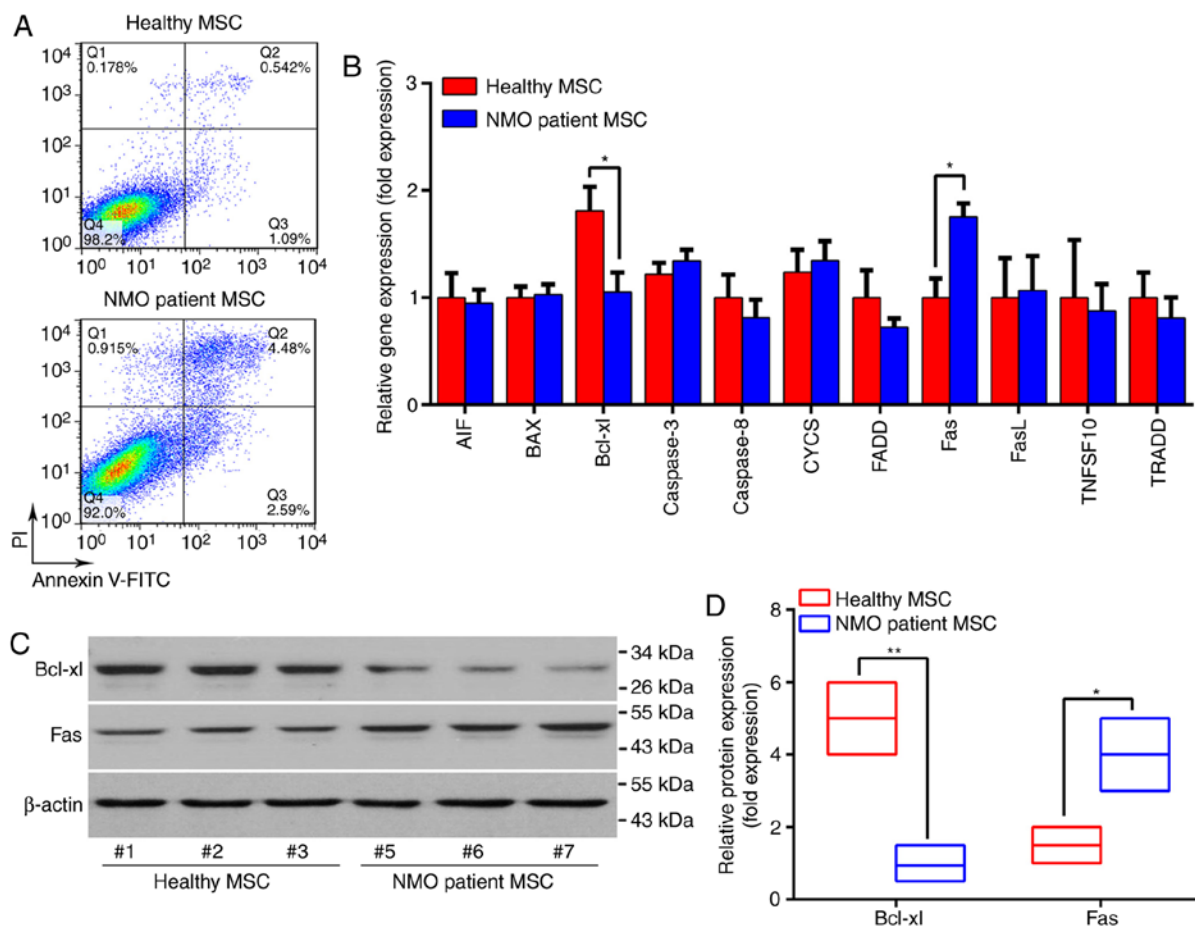 A
Healthy MSC
10⁴
10³
10²
10¹
10⁰
Q1
0.178%
Q2
0.542%
Q4
98.2%
Q3
1.09%
10⁰ 10¹ 10² 10³ 10⁴
NMO patient MSC
10⁴
10³
10²
10¹
10⁰
Q1
0.915%
Q2
4.48%
Q4
92.0%
Q3
2.59%
10⁰ 10¹ 10² 10³ 10⁴
PI
Annexin V-FITC
B
Healthy MSC
NMO patient MSC
Relative gene expression (fold expression)
3
2
1
0
*
*
AIF
BAX
Bcl-xl
Caspase-3
Caspase-8
CYCS
FADD
Fas
FasL
TNFSF10
TRADD
C
Bcl-xl
34 kDa
26 kDa
Fas
55 kDa
43 kDa
β-actin
55 kDa
43 kDa
#1 #2 #3 #5 #6 #7
Healthy MSC NMO patient MSC
D
Healthy MSC
NMO patient MSC
Relative protein expression
(fold expression)
8
6
4
2
0
**
*
Bcl-xl Fas